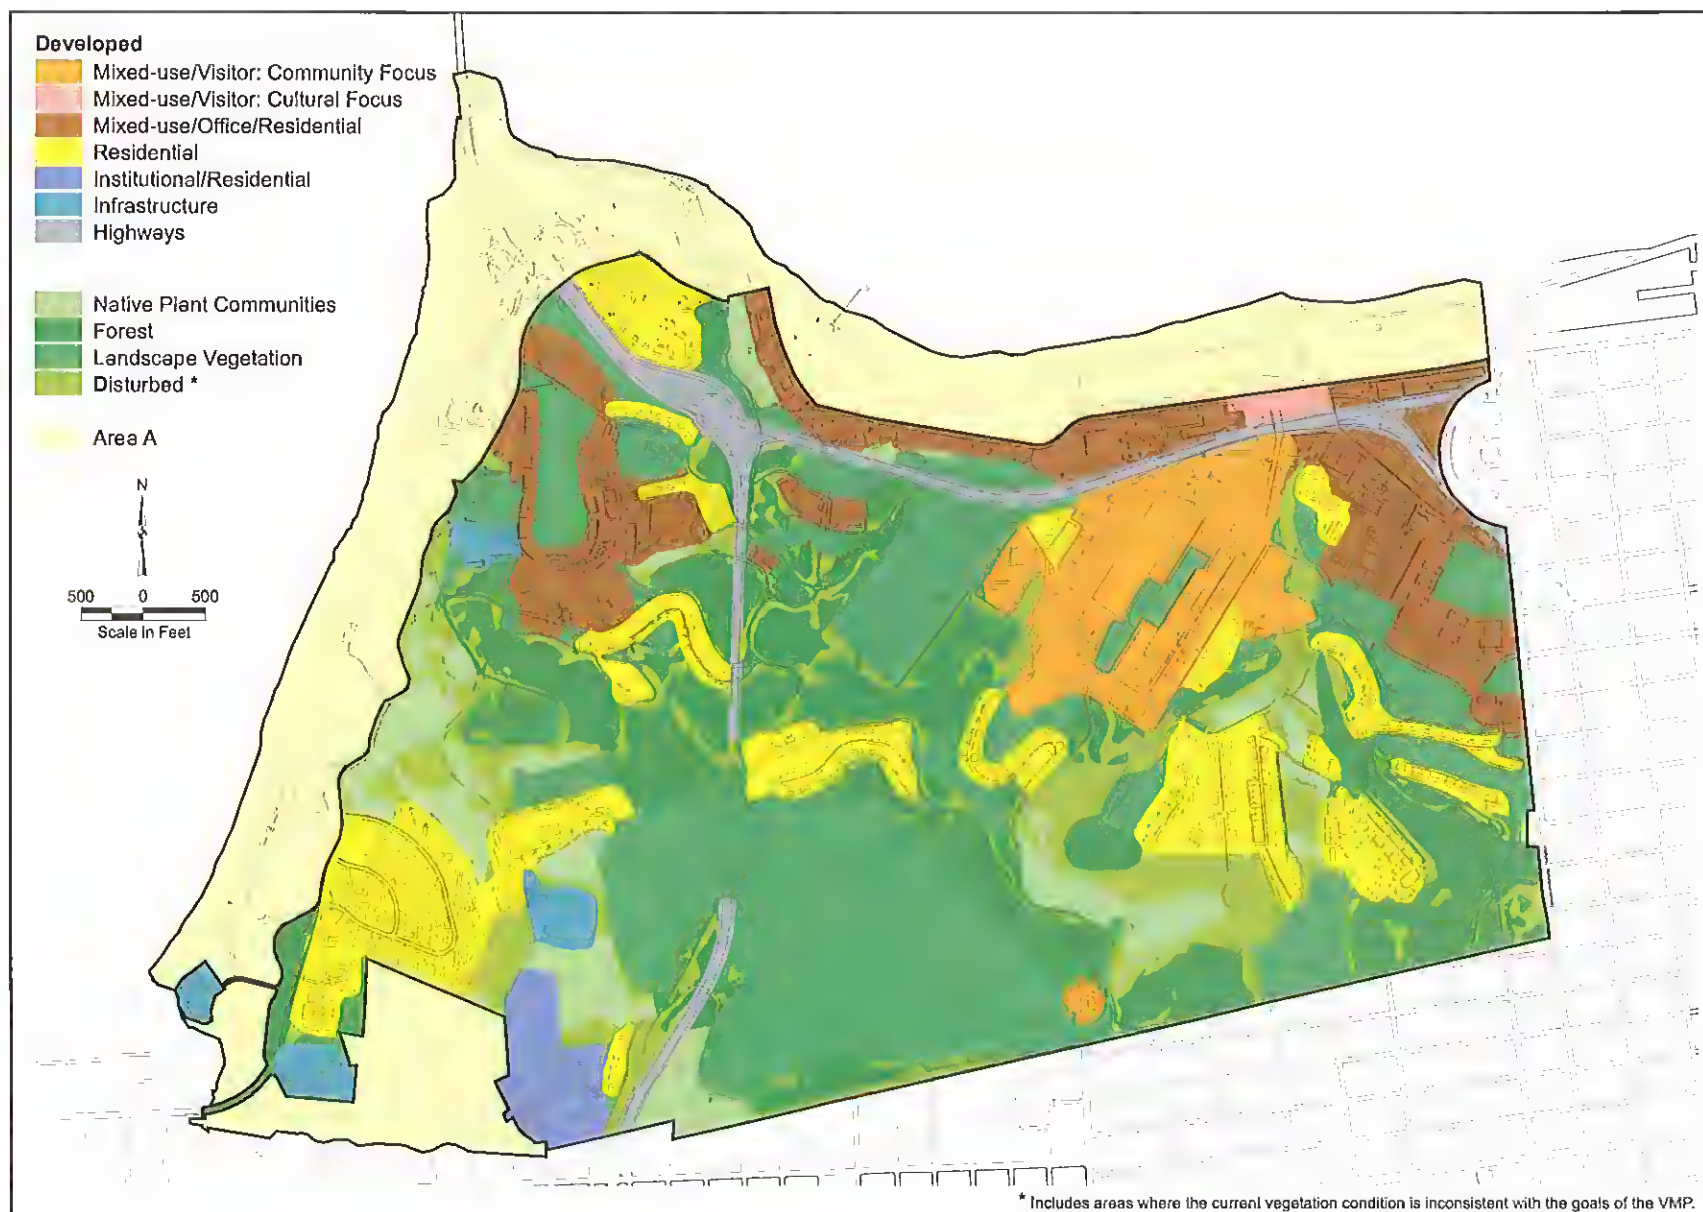 Developed
Mixed-use/Visitor: Community Focus
Mixed-use/Visitor: Cultural Focus
Mixed-use/Office/Residential
Residential
Institutional/Residential
Infrastructure
Highways
Native Plant Communities
Forest
Landscape Vegetation
Disturbed *
Area A
N
500 0 500
Scale in Feet
* Includes areas where the current vegetation condition is inconsistent with the goals of the VMP.